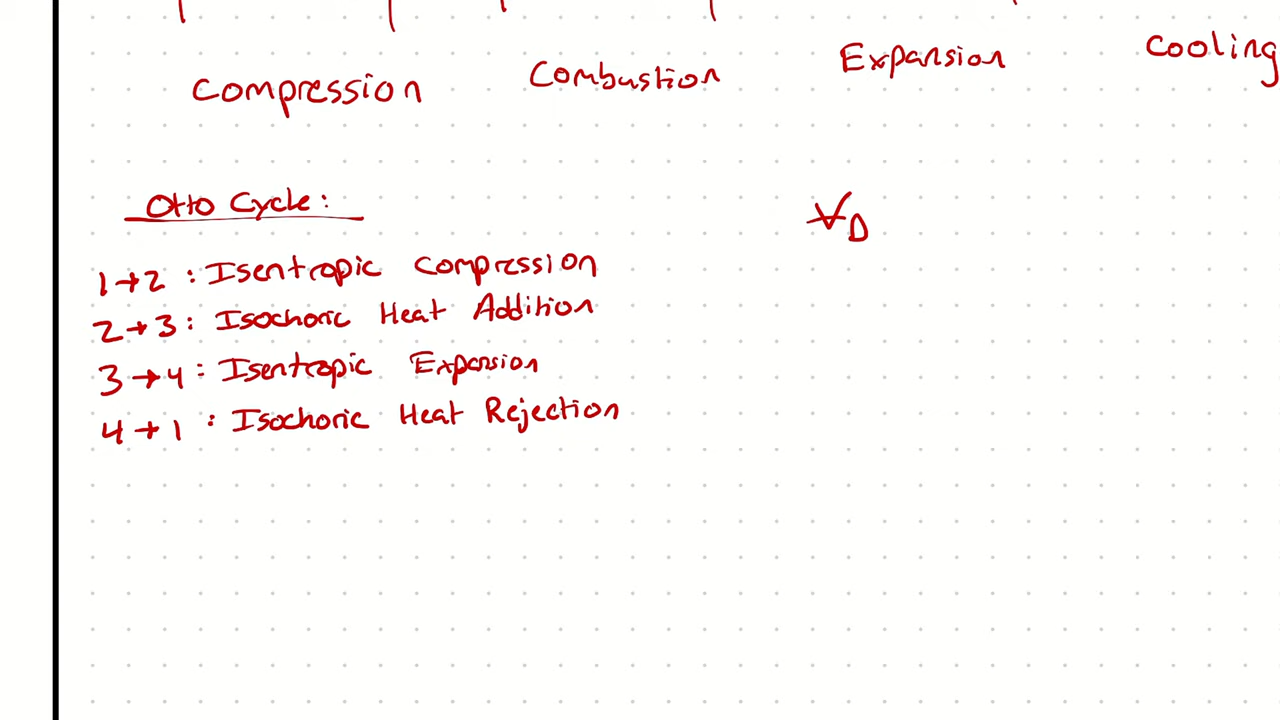 Compression Combustion Expansion Cooling
Otto Cycle:
1→2 : Isentropic Compression
2→3: Isochoric Heat Addition
3→4: Isentropic Expansion
4→1 : Isochoric Heat Rejection
V̶D